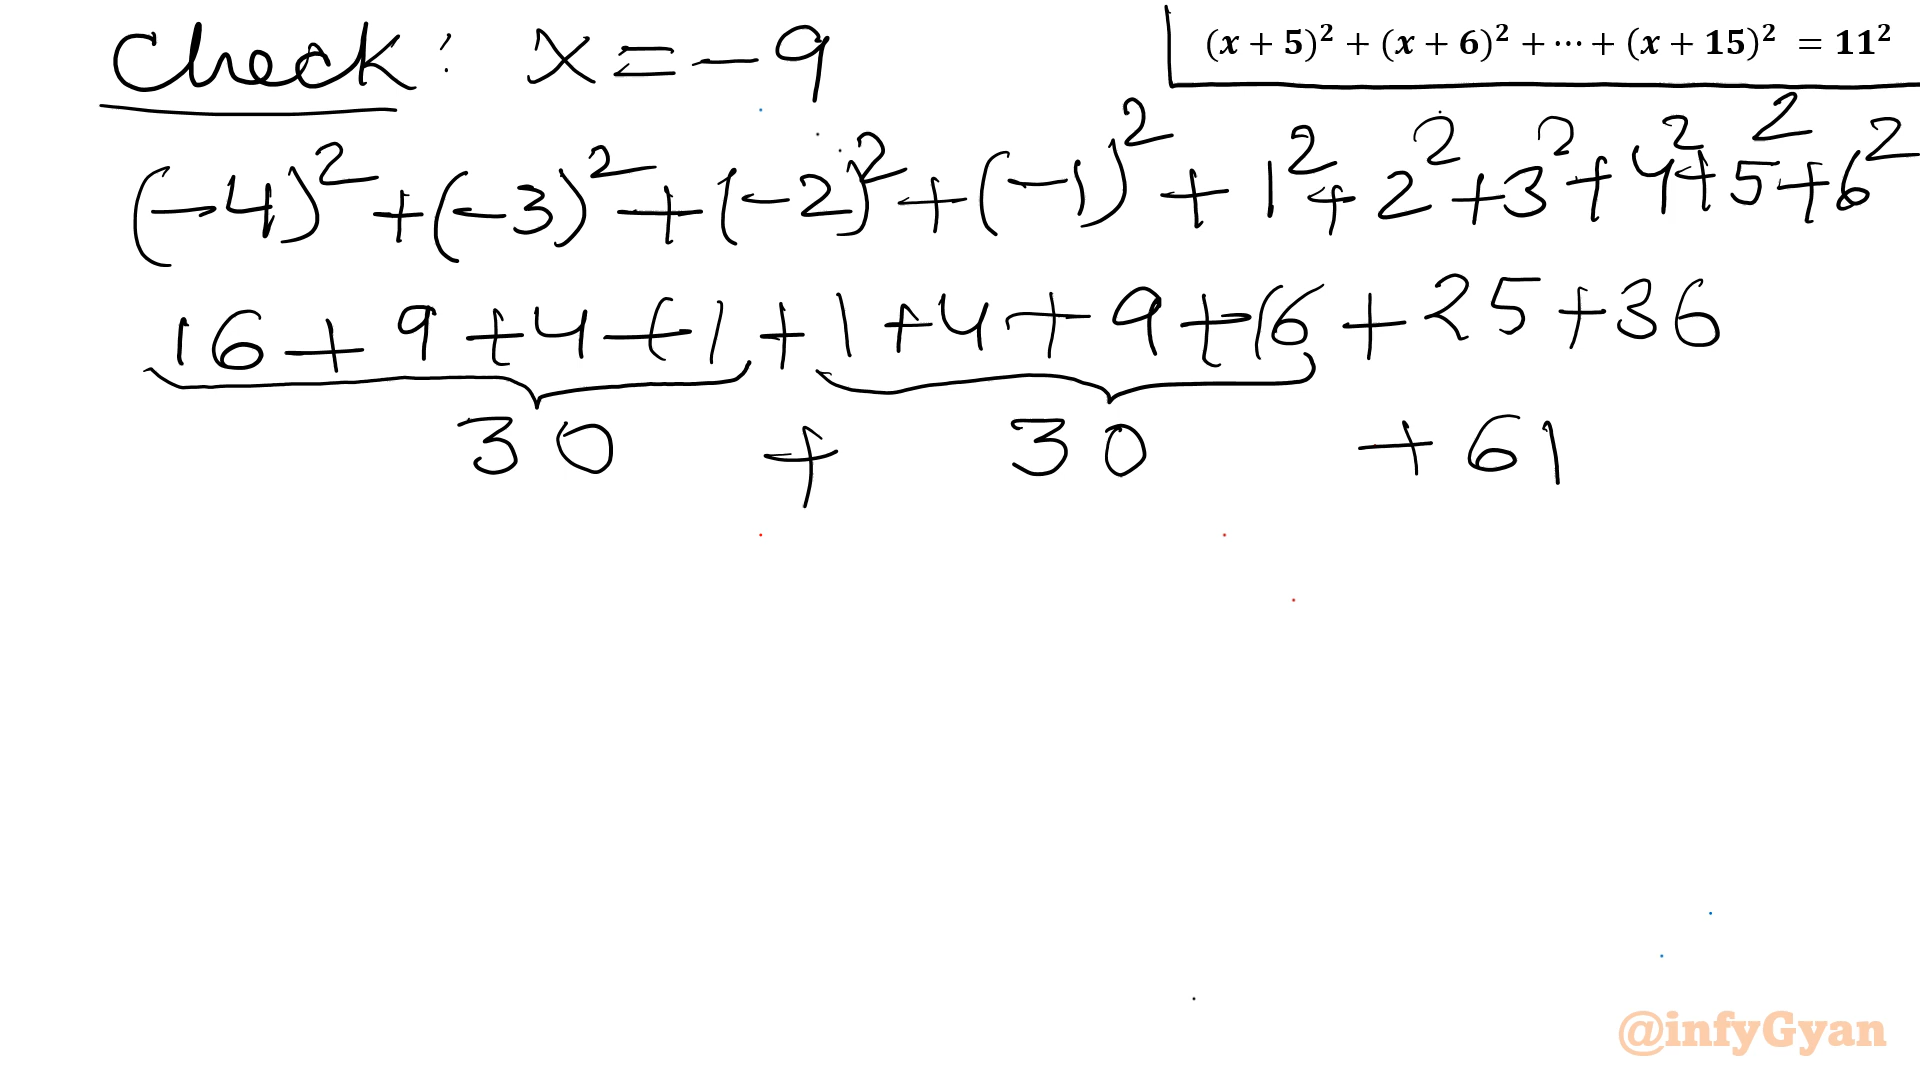 Check: x = -9
(x + 5)² + (x + 6)² + ⋯ + (x + 15)² = 11²
(-4)² + (-3)² + (-2)² + (-1)² + 1² + 2² + 3² + 4² + 5² + 6²
16 + 9 + 4 + 1 + 1 + 4 + 9 + 16 + 25 + 36
30 + 30 + 61
@infyGyan